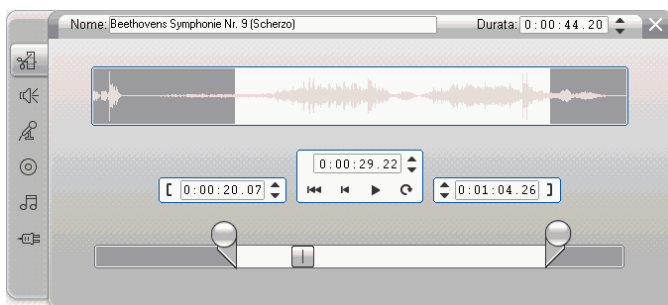 Nome: Beethovens Symphonie Nr. 9 (Scherzo) Durata: 0:00:44.20
0:00:29.22
[ 0:00:20.07 0:01:04.26 ]